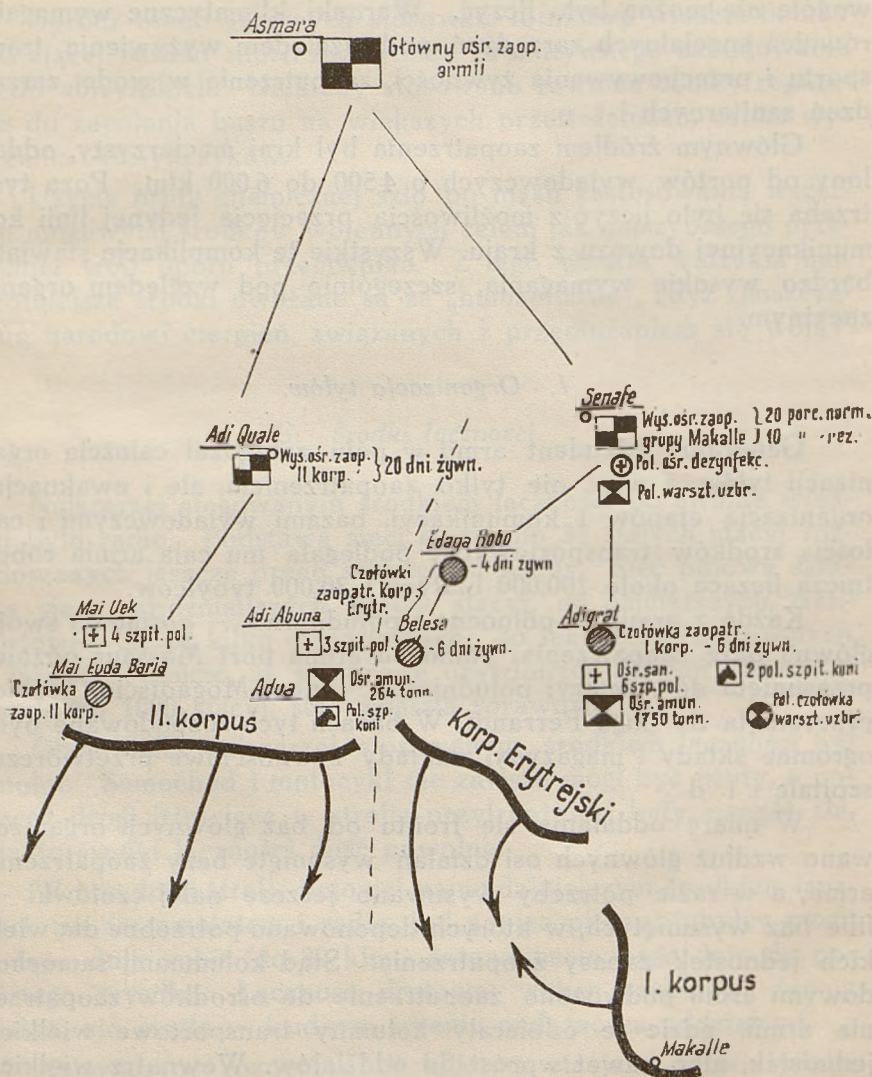 Asmara
Główny ośr. zaop.
armii
Senafe
Wys. ośr. zaop. } 20 porc. norm.
grupy Makalle } 10 " rez.
Pol. ośr. dezynfekc.
Pol. warszt. uzbr.
Adi Quale
Wys. ośr. zaop. } 20 dni żywn.
II korp.
Edaga Robo
- 4 dni żywn
Czołówki
zaopatr. Korp.
Erytr.
Mai Uek
4 szpit. pol.
Adi Abuna
3 szpit. pol.
Belesa
- 6 dni żywn.
Adigrat
Czołówka zaopatr.
I korp. - 6 dni żywn.
Mai Euda Baria
Czołówka
zaop. II korp.
Adua
Ośr. amun.
264 tonn.
Pol. szp.
koni
Ośr. san.
6 szp. pol.
2 pol. szpit. koni
Ośr. amun.
1750 tonn.
Pol. czołówka
warszt. uzbr.
II. korpus
Korp. Erytrejski
I. korpus
Makalle